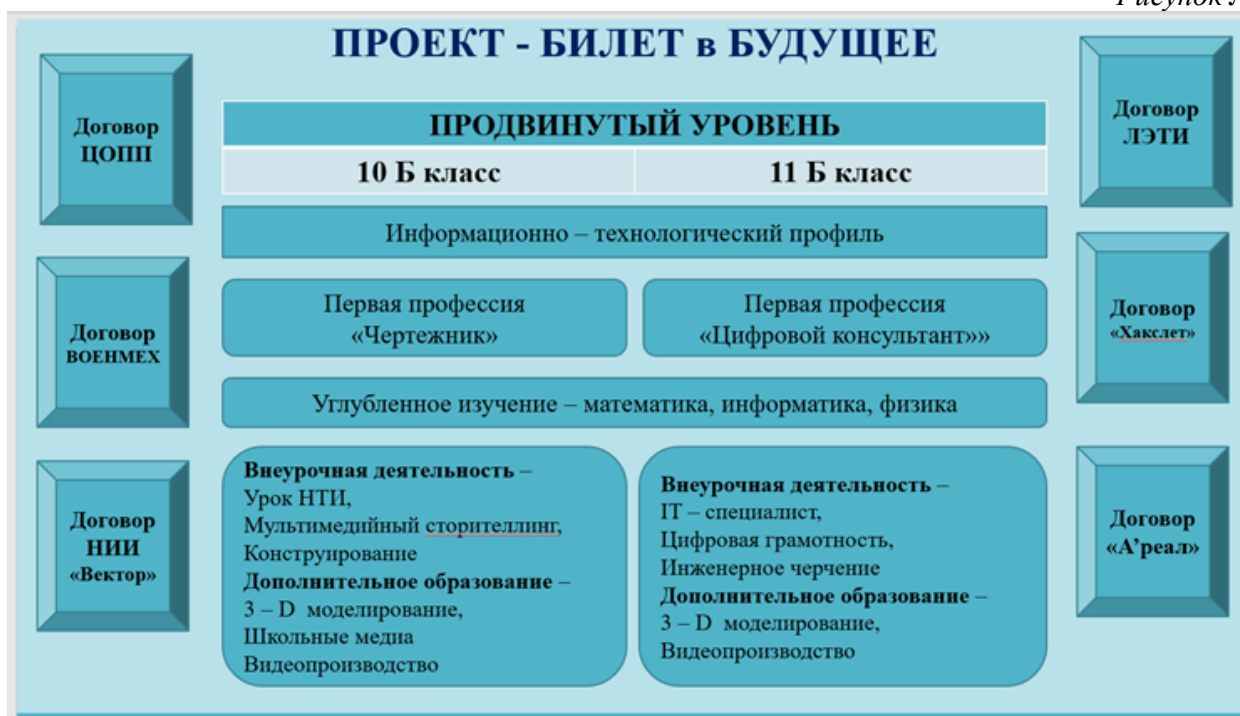 Рисунок
ПРОЕКТ - БИЛЕТ в БУДУЩЕЕ
Договор
ЦОПП
Договор
ВОЕНМЕХ
Договор
НИИ
«Вектор»
ПРОДВИНУТЫЙ УРОВЕНЬ
10 Б класс
11 Б класс
Информационно – технологический профиль
Первая профессия
«Чертежник»
Первая профессия
«Цифровой консультант»»
Углубленное изучение – математика, информатика, физика
Внеурочная деятельность –
Урок НТИ,
Мультимедийный сторителлинг,
Конструирование
Дополнительное образование –
3 – D моделирование,
Школьные медиа
Видеопроизводство
Внеурочная деятельность –
IT – специалист,
Цифровая грамотность,
Инженерное черчение
Дополнительное образование –
3 – D моделирование,
Видеопроизводство
Договор
ЛЭТИ
Договор
«Хакслет»
Договор
«А’реал»